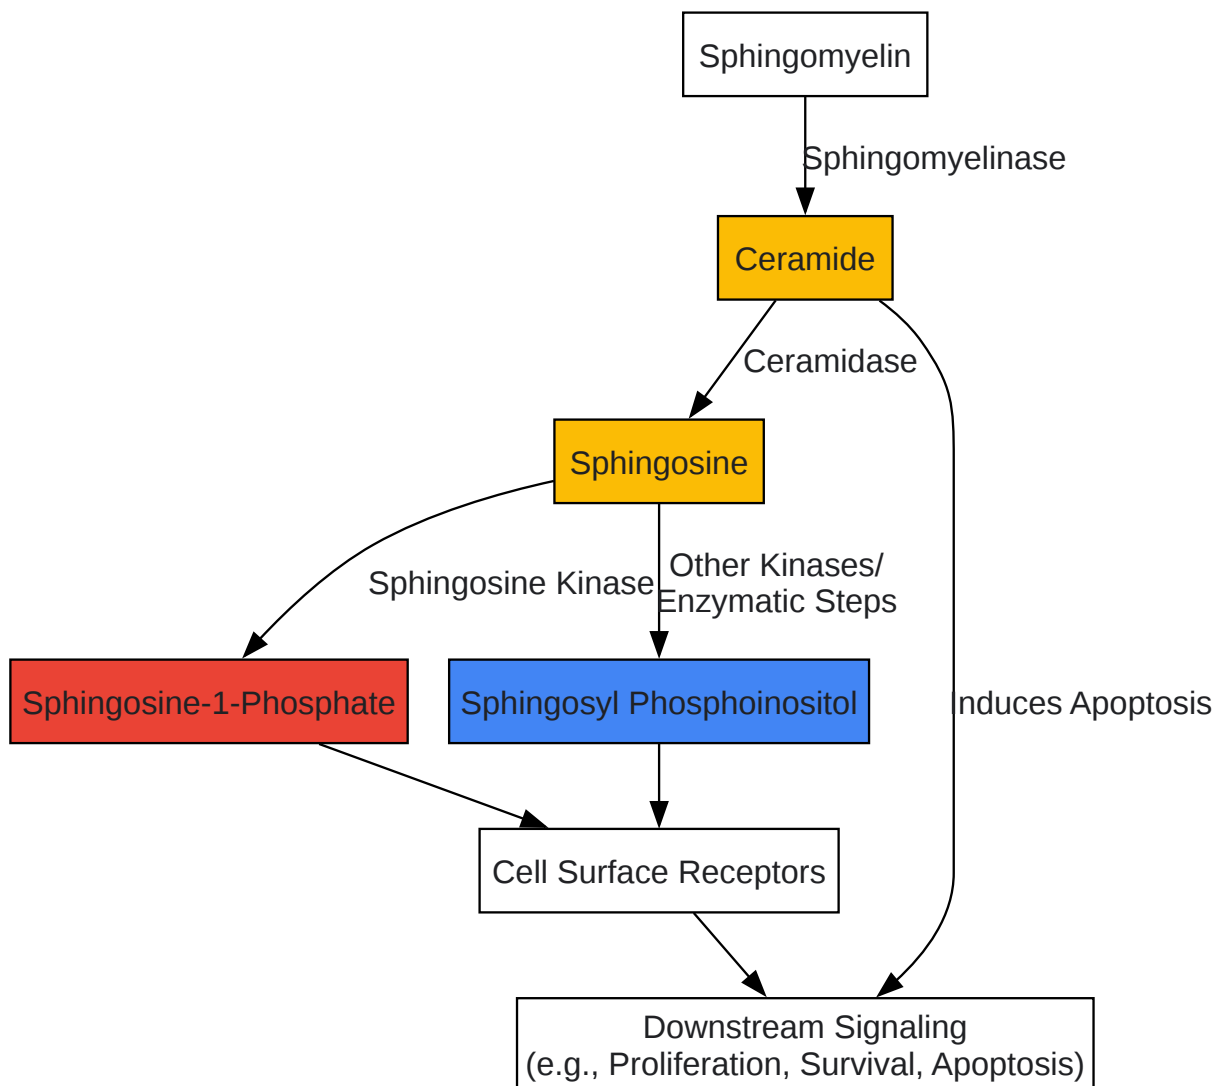 Sphingomyelin
Sphingomyelinase
Ceramide
Ceramidase
Sphingosine
Sphingosine Kinase
Other Kinases/
Enzymatic Steps
Sphingosine-1-Phosphate
Sphingosyl Phosphoinositol
Induces Apoptosis
Cell Surface Receptors
Downstream Signaling
(e.g., Proliferation, Survival, Apoptosis)